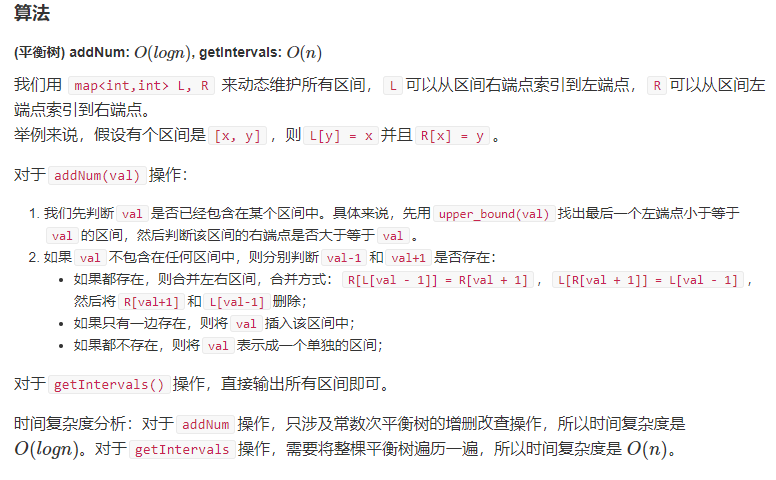 算法
(平衡树) addNum: O(logn), getIntervals: O(n)
我们用 map<int,int> L, R 来动态维护所有区间， L 可以从区间右端点索引到左端点， R 可以从区间左
端点索引到右端点。
举例来说，假设有个区间是 [x, y] ，则 L[y] = x 并且 R[x] = y 。
对于 addNum(val) 操作：
1. 我们先判断 val 是否已经包含在某个区间中。具体来说，先用 upper_bound(val) 找出最后一个左端点小于等于
val 的区间，然后判断该区间的右端点是否大于等于 val 。
2. 如果 val 不包含在任何区间中，则分别判断 val-1 和 val+1 是否存在：
• 如果都存在，则合并左右区间，合并方式： R[L[val - 1]] = R[val + 1] ， L[R[val + 1]] = L[val - 1] ，
然后将 R[val+1] 和 L[val-1] 删除；
• 如果只有一边存在，则将 val 插入该区间中；
• 如果都不存在，则将 val 表示成一个单独的区间；
对于 getIntervals() 操作，直接输出所有区间即可。
时间复杂度分析：对于 addNum 操作，只涉及常数次平衡树的增删改查操作，所以时间复杂度是
O(logn)。对于 getIntervals 操作，需要将整棵平衡树遍历一遍，所以时间复杂度是 O(n)。